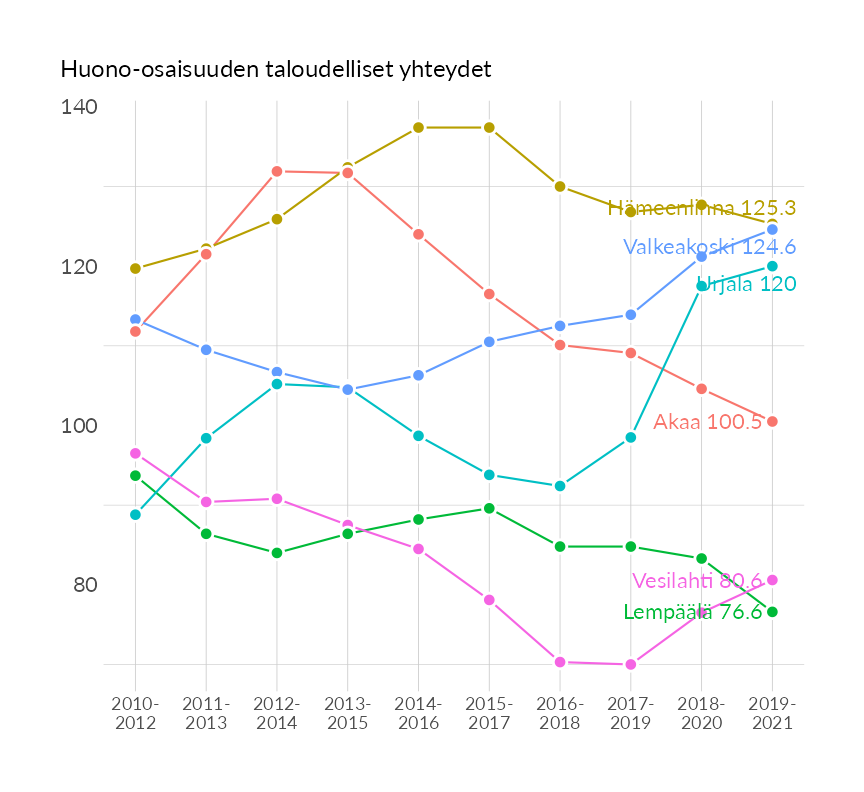 Huono-osaisuuden taloudelliset yhteydet
140
120
100
80
Hämeenlinna 125.3
Valkeakoski 124.6
Urjala 120
Akaa 100.5
Vesilahti 80.6
Lempäälä 76.6
2010- 2011- 2012- 2013- 2014- 2015- 2016- 2017- 2018- 2019-
2012 2013 2014 2015 2016 2017 2018 2019 2020 2021